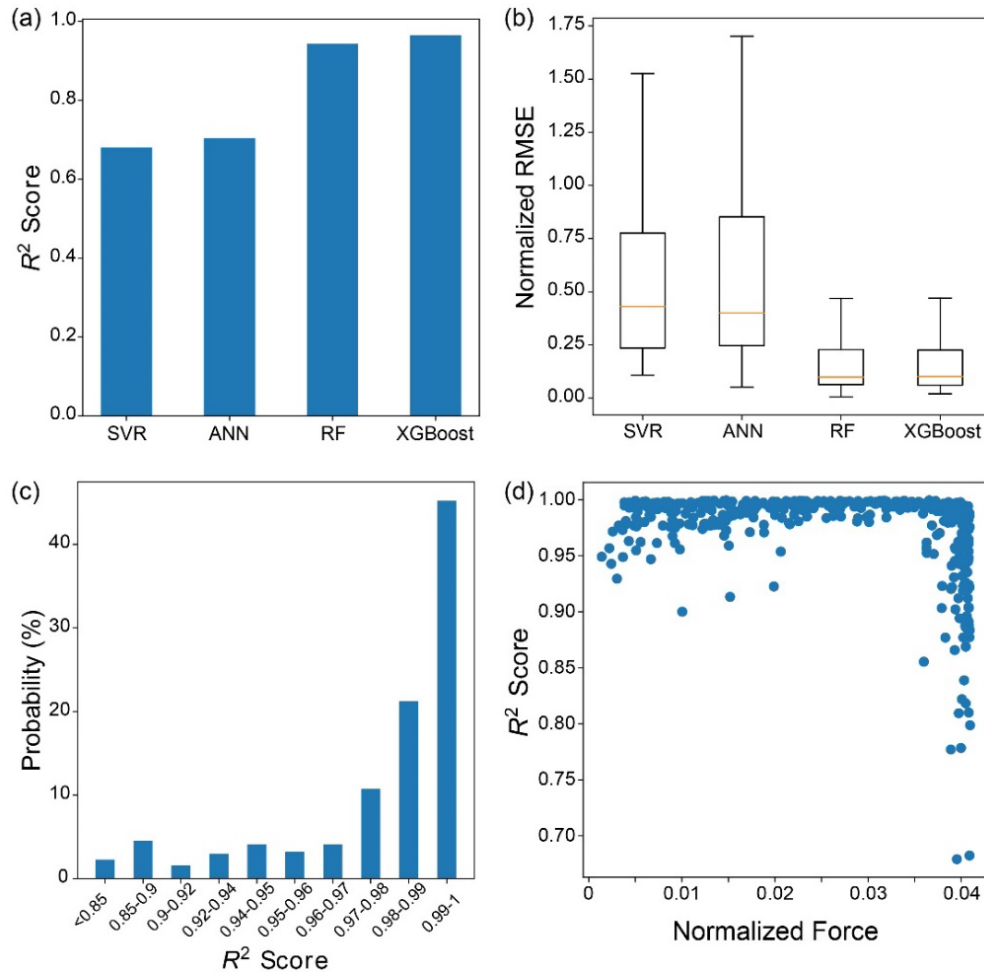 (a)
1.0
0.8
0.6
0.4
0.2
0.0
R² Score
SVR ANN RF XGBoost
(b)
1.75
1.50
1.25
1.00
0.75
0.50
0.25
0.00
Normalized RMSE
SVR ANN RF XGBoost
(c)
40
30
20
10
0
Probability (%)
<0.85 0.85-0.9 0.9-0.92 0.92-0.94 0.94-0.95 0.95-0.96 0.96-0.97 0.97-0.98 0.98-0.99 0.99-1
R² Score
(d)
1.00
0.95
0.90
0.85
0.80
0.75
0.70
R² Score
0 0.01 0.02 0.03 0.04
Normalized Force